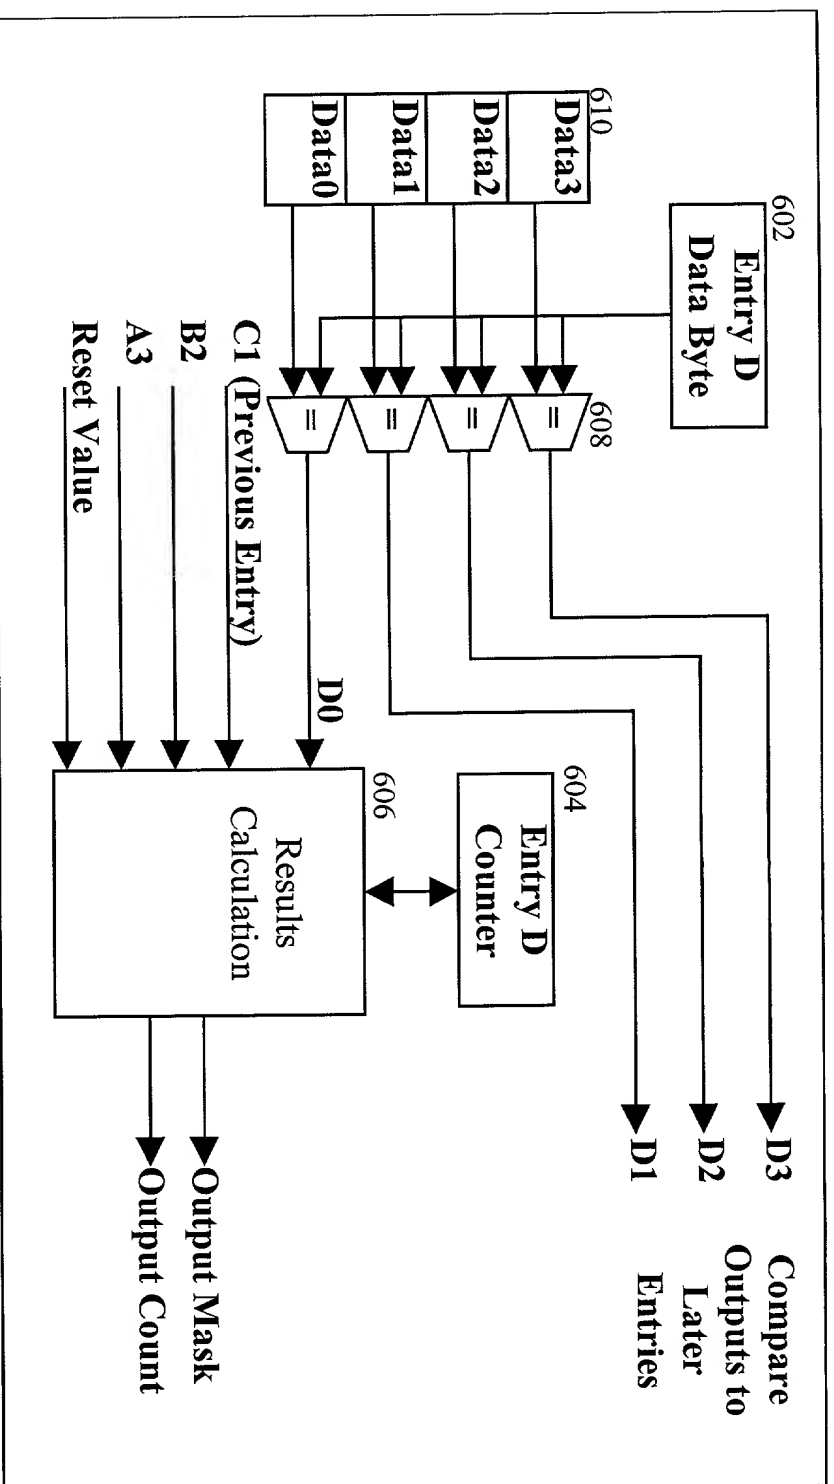 602
Entry D
Data Byte
610
Data3
Data2
Data1
Data0
608
=
=
=
=
D3
D2
D1
Compare
Outputs to
Later
Entries
604
Entry D
Counter
D0
606
Results
Calculation
C1 (Previous Entry)
B2
A3
Reset Value
Output Mask
Output Count